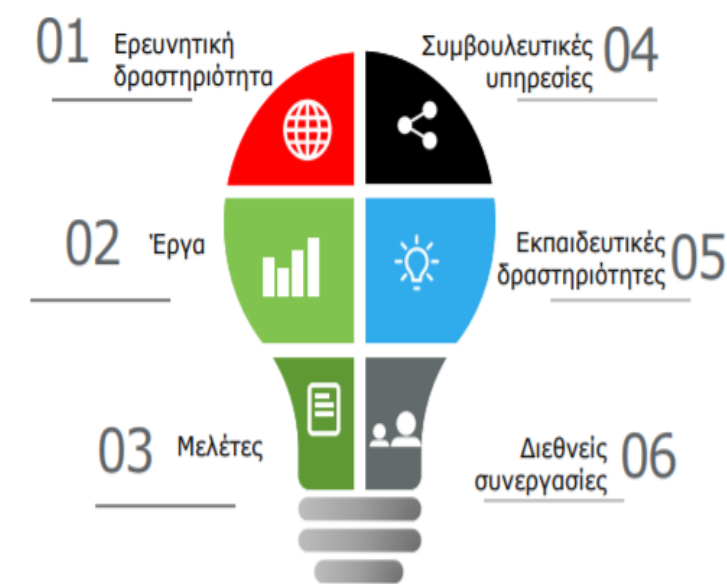 01
Ερευνητική
δραστηριότητα
02
Έργα
03
Μελέτες
04
Συμβουλευτικές
υπηρεσίες
05
Εκπαιδευτικές
δραστηριότητες
06
Διεθνείς
συνεργασίες